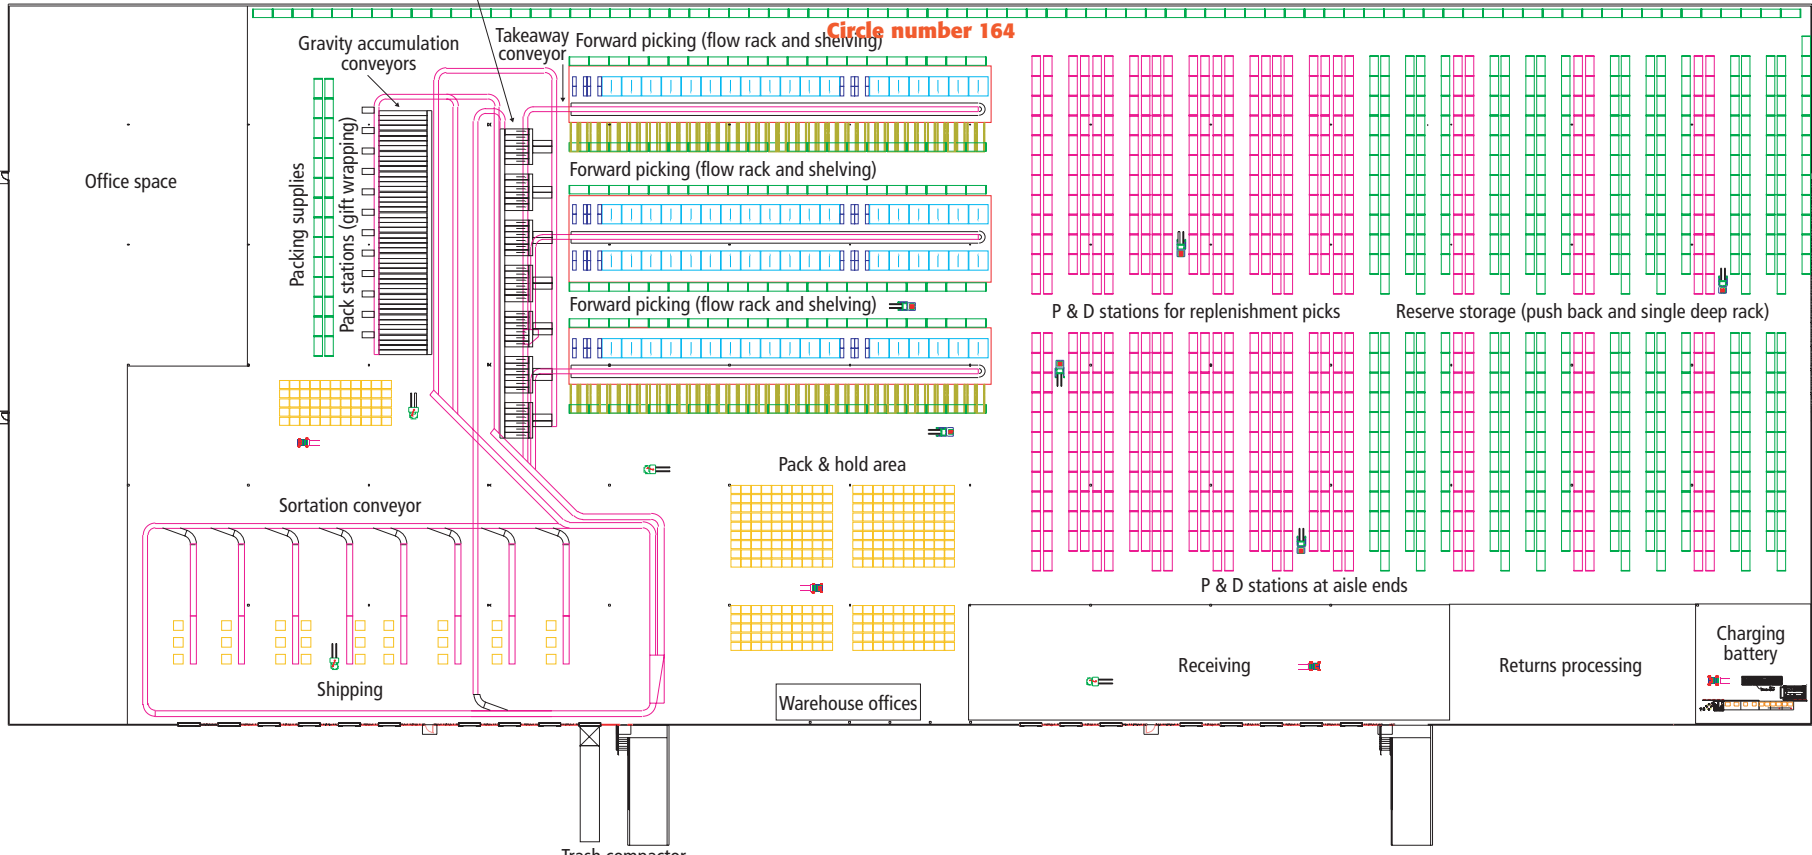 Circle number 164
Gravity accumulation
conveyors
Takeaway
conveyor
Forward picking (flow rack and shelving)
Office space
Packing supplies
Pack stations (gift wrapping)
Forward picking (flow rack and shelving)
Forward picking (flow rack and shelving)
P & D stations for replenishment picks
Reserve storage (push back and single deep rack)
Pack & hold area
Sortation conveyor
P & D stations at aisle ends
Shipping
Warehouse offices
Receiving
Returns processing
Charging
battery
Trash compactor